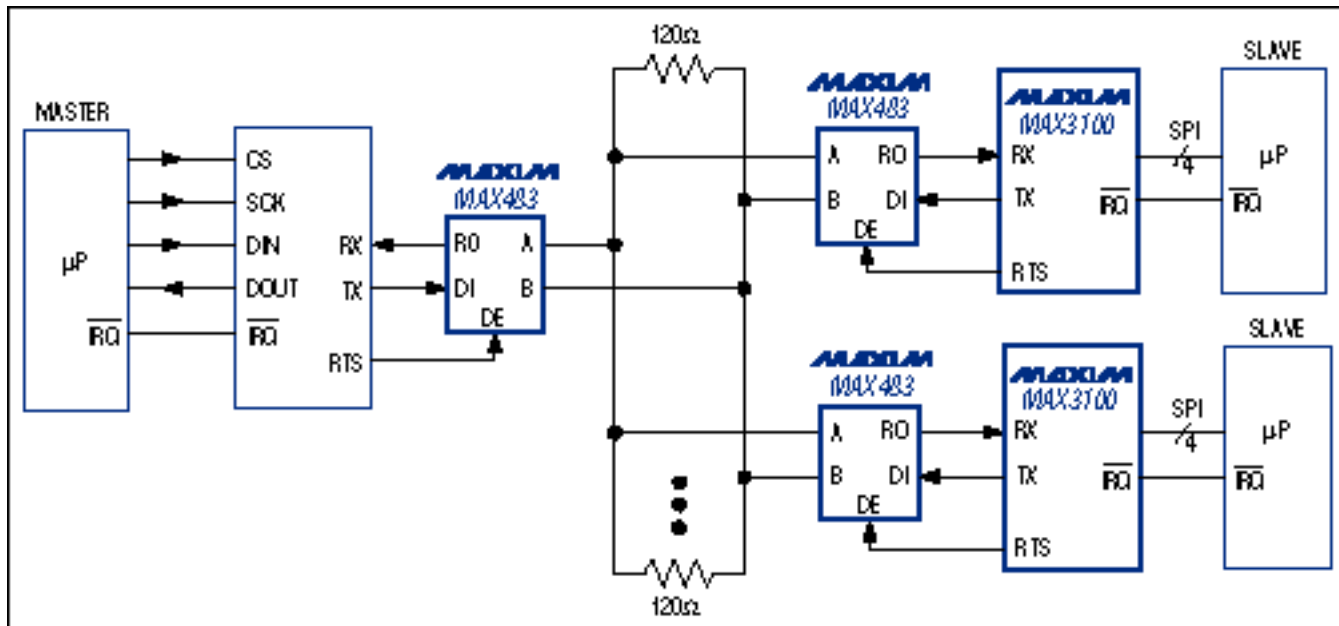 120Ω
SLAVE
MAXIM
MAX483
MAXIM
MAX3100
SPI
4
μP
A
RO
RX
B
DI
TX
IRQ
IRQ
DE
RTS
MASTER
μP
IRQ
CS
SCK
DIN
RX
DOUT
TX
IRQ
RTS
MAXIM
MAX483
RO
A
DI
B
DE
SLAVE
MAXIM
MAX483
MAXIM
MAX3100
SPI
4
μP
A
RO
RX
B
DI
TX
IRQ
IRQ
DE
RTS
120Ω